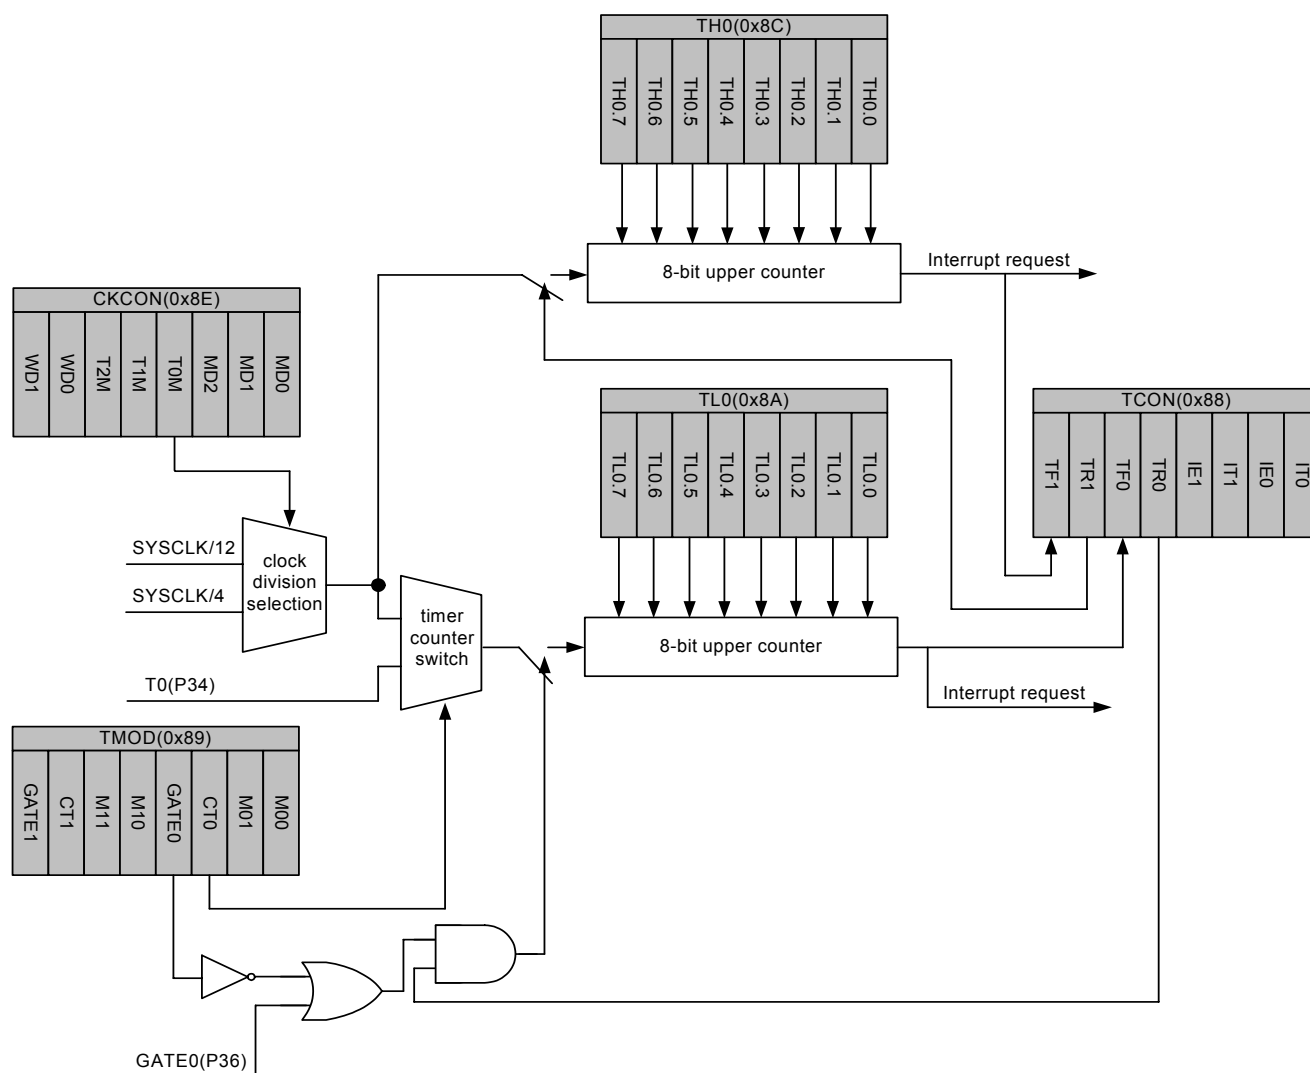 TH0(0x8C)
TH0.7
TH0.6
TH0.5
TH0.4
TH0.3
TH0.2
TH0.1
TH0.0
8-bit upper counter
Interrupt request
CKCON(0x8E)
WD1
WD0
T2M
T1M
T0M
MD2
MD1
MD0
TL0(0x8A)
TL0.7
TL0.6
TL0.5
TL0.4
TL0.3
TL0.2
TL0.1
TL0.0
TCON(0x88)
TF1
TR1
TF0
TR0
IE1
IT1
IE0
IT0
SYSCLK/12
SYSCLK/4
clock
division
selection
timer
counter
switch
8-bit upper counter
T0(P34)
Interrupt request
TMOD(0x89)
GATE1
CT1
M11
M10
GATE0
CT0
M01
M00
GATE0(P36)